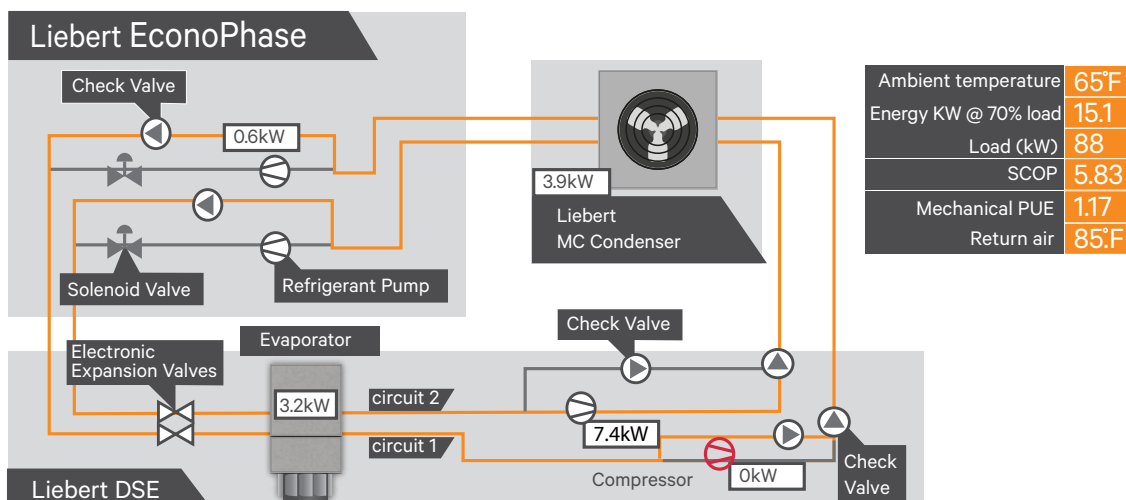 Liebert EconoPhase
Check Valve
0.6kW
Solenoid Valve
Refrigerant Pump
3.9kW
Liebert
MC Condenser
Ambient temperature 65°F
Energy KW @ 70% load 15.1
Load (kW) 88
SCOP 5.83
Mechanical PUE 1.17
Return air 85°F
Electronic
Expansion Valves
Evaporator
3.2kW
circuit 2
circuit 1
Check Valve
7.4kW
Compressor
0kW
Check
Valve
Liebert DSE